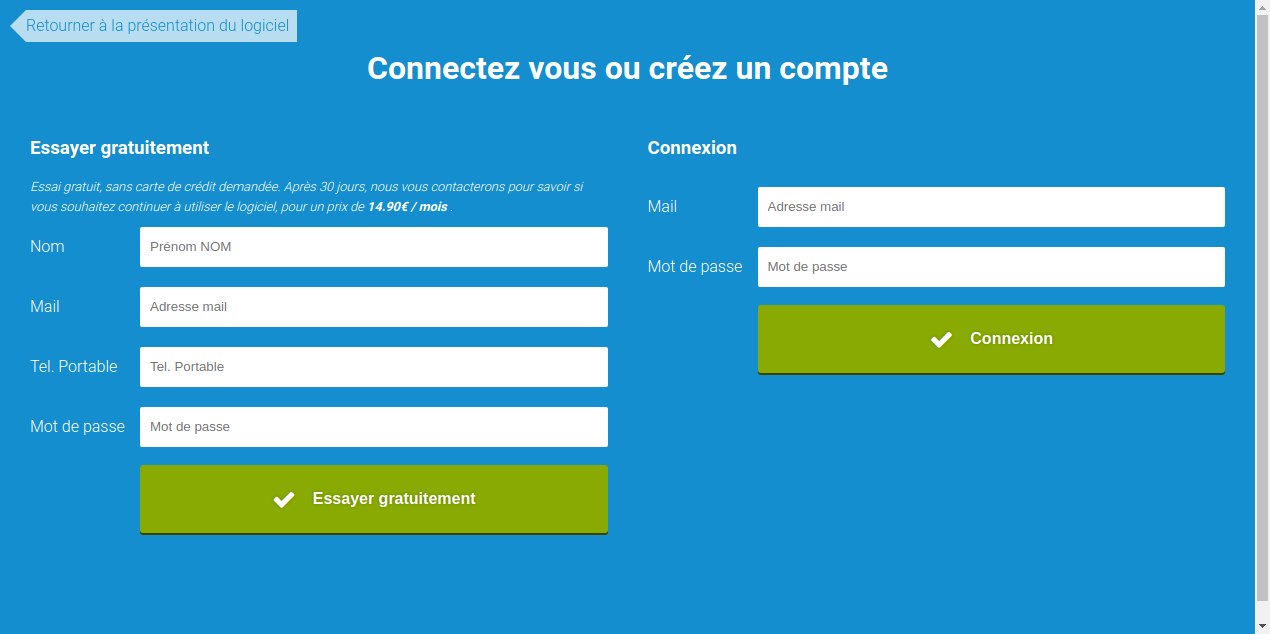 Retourner à la présentation du logiciel
Connectez vous ou créez un compte
Essayer gratuitement
Essai gratuit, sans carte de crédit demandée. Après 30 jours, nous vous contacterons pour savoir si
vous souhaitez continuer à utiliser le logiciel, pour un prix de 14.90€ / mois .
Nom
Prénom NOM
Mail
Adresse mail
Tel. Portable
Tel. Portable
Mot de passe
Mot de passe
Essayer gratuitement
Connexion
Mail
Adresse mail
Mot de passe
Mot de passe
Connexion